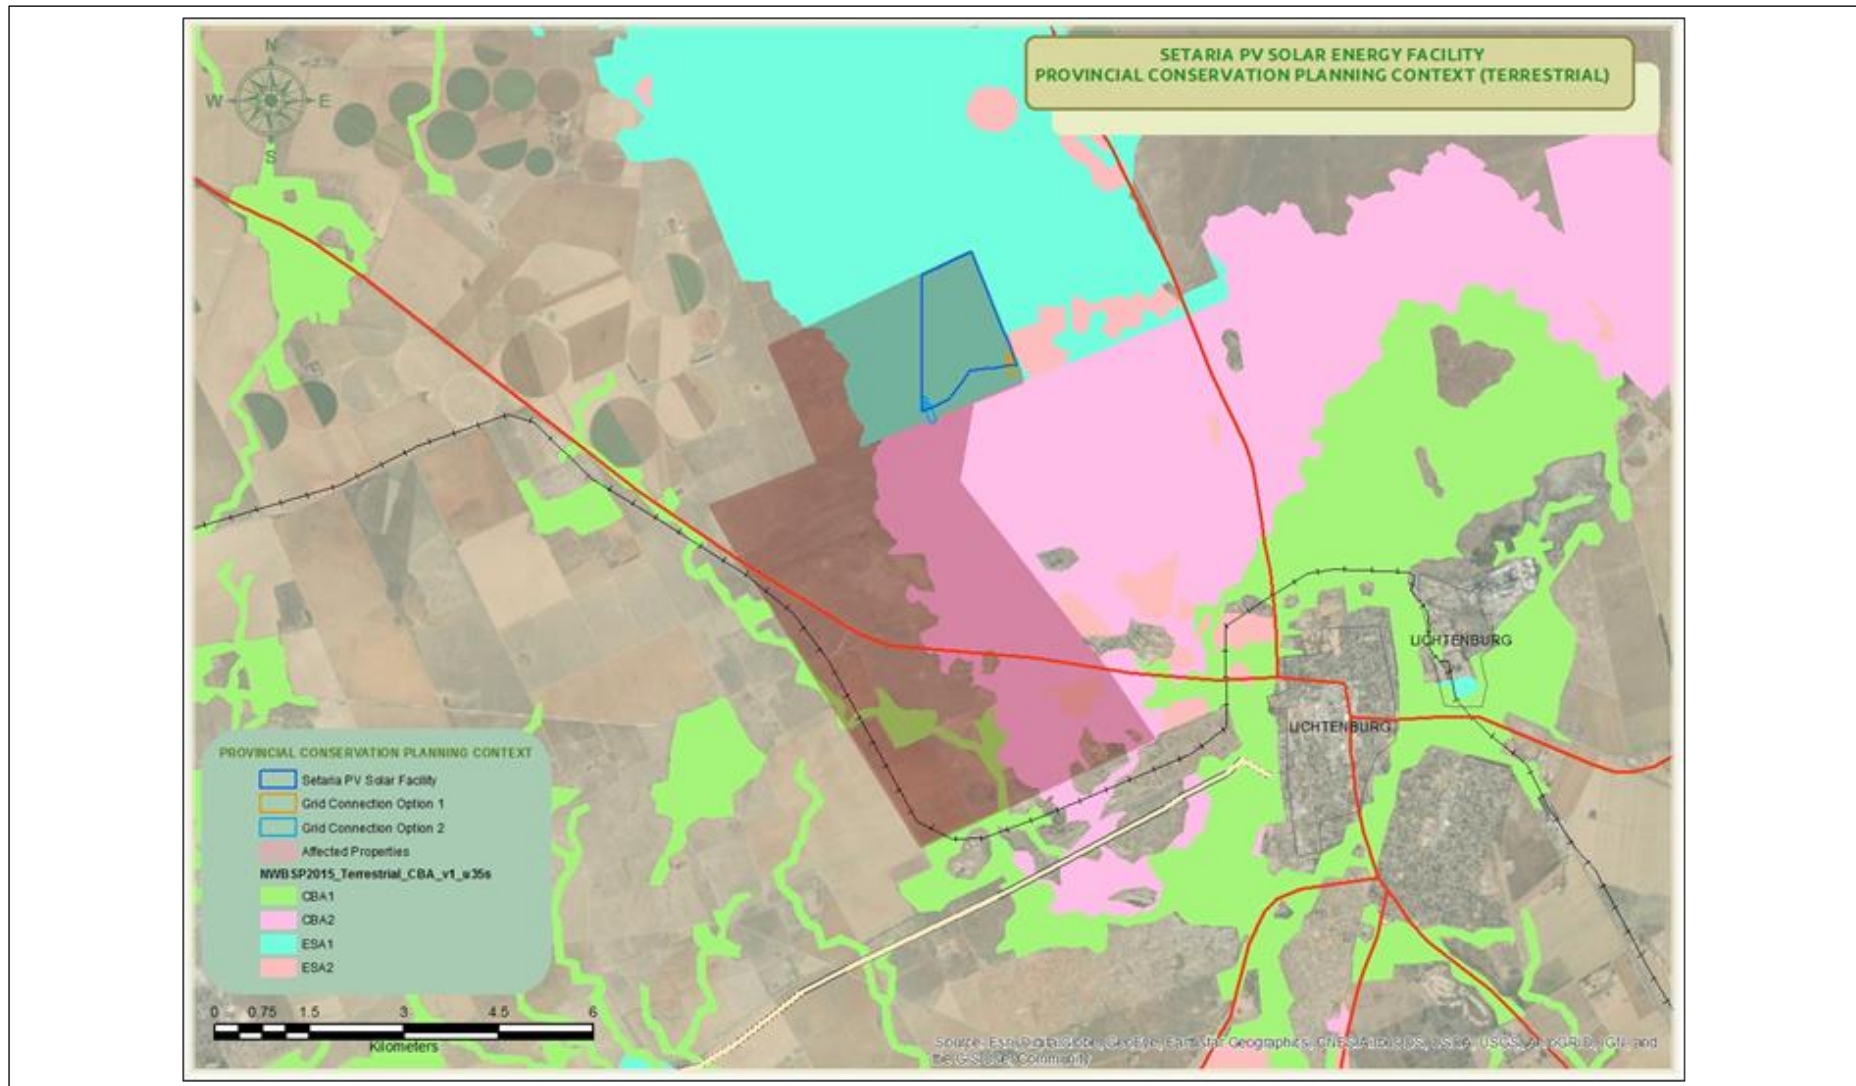 SETARIA PV SOLAR ENERGY FACILITY
PROVINCIAL CONSERVATION PLANNING CONTEXT (TERRESTRIAL)
N
W E
S
LICHTENBURG
LICHTENBURG
PROVINCIAL CONSERVATION PLANNING CONTEXT
Setaria PV Solar Facility
Grid Connection Option 1
Grid Connection Option 2
Affected Properties
NWBSP2015_Terrestrial_CBA_v1_u35s
CBA1
CBA2
ESA1
ESA2
0 0.75 1.5 3 4.5 6
Kilometers
Source: Esri, DigitalGlobe, GeoEye, Earthstar Geographics, CNES/Airbus DS, USDA, USGS, AeroGRID, IGN, and
the GIS User Community